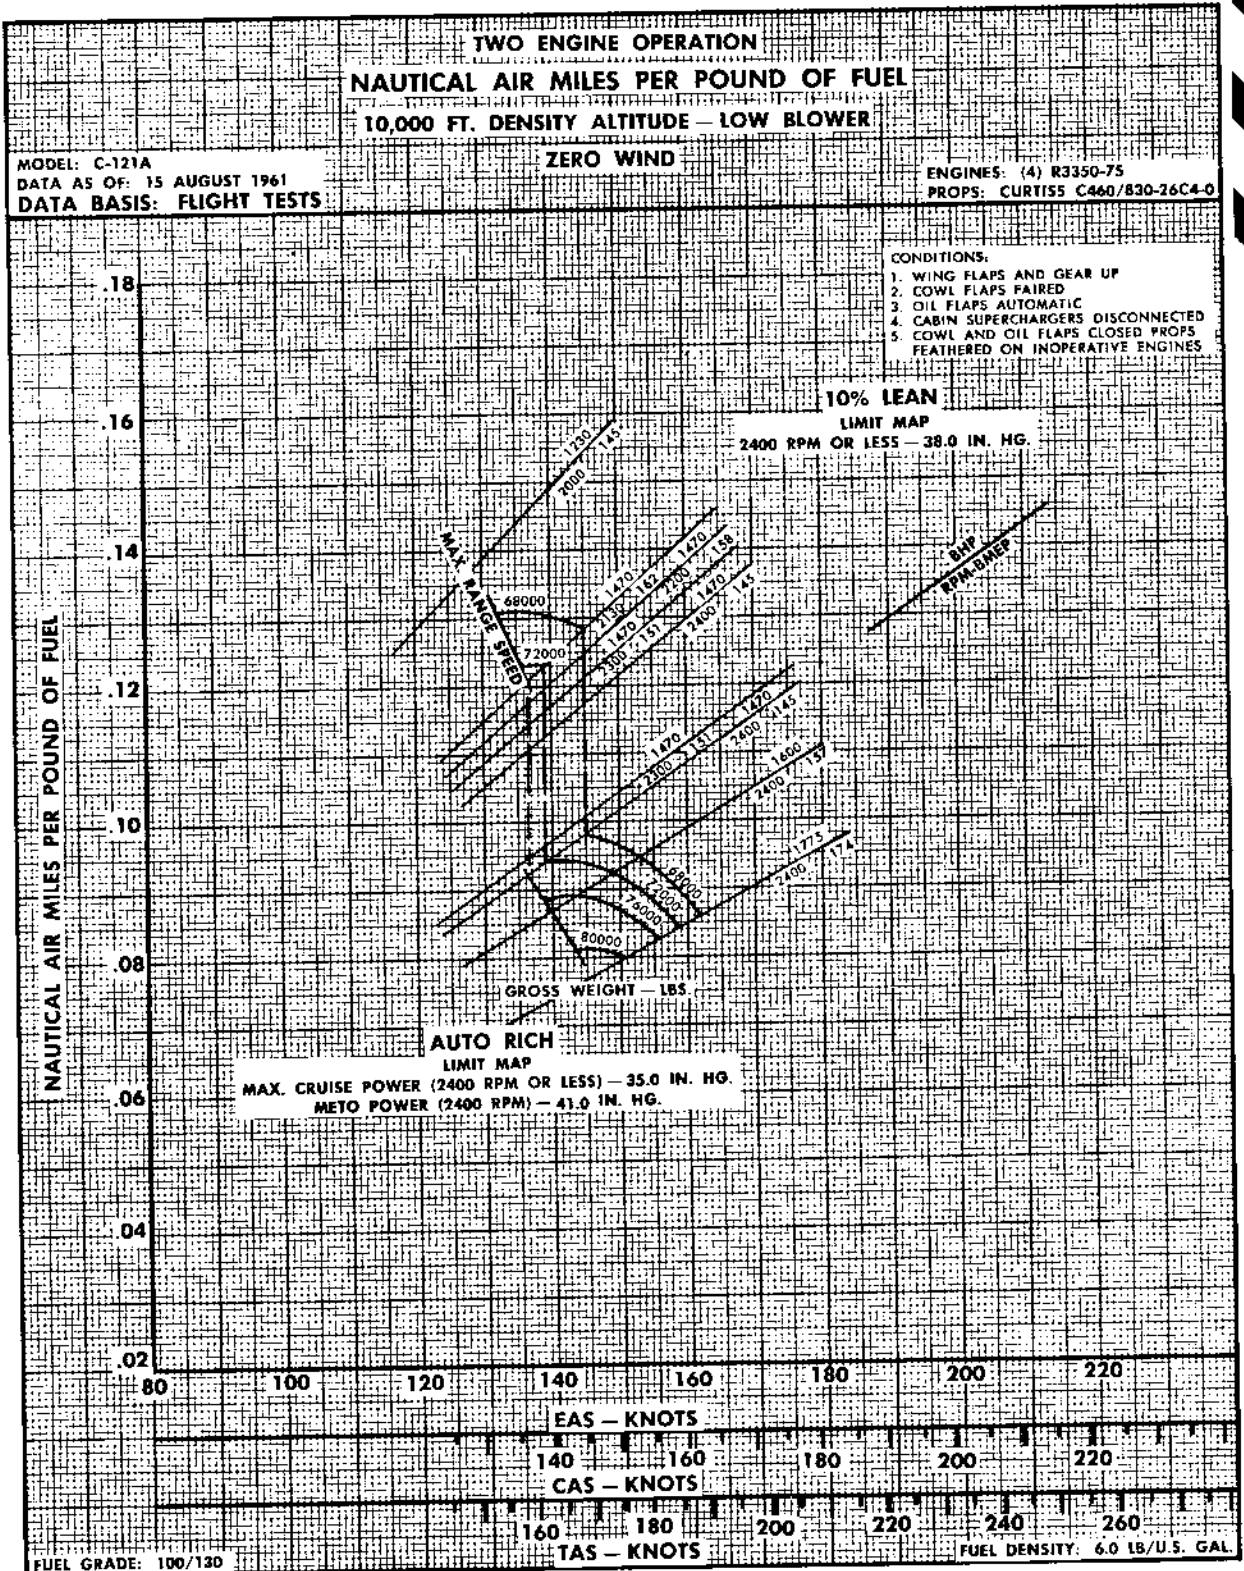 TWO ENGINE OPERATION
NAUTICAL AIR MILES PER POUND OF FUEL
10,000 FT. DENSITY ALTITUDE — LOW BLOWER
ZERO WIND
MODEL: C-121A
DATA AS OF: 15 AUGUST 1961
DATA BASIS: FLIGHT TESTS
ENGINES: (4) R3350-75
PROPS: CURTISS C460/830-26C4-0
CONDITIONS:
1. WING FLAPS AND GEAR UP
2. COWL FLAPS FAIRED
3. OIL FLAPS AUTOMATIC
4. CABIN SUPERCHARGERS DISCONNECTED
5. COWL AND OIL FLAPS CLOSED PROPS
FEATHERED ON INOPERATIVE ENGINES
10% LEAN
LIMIT MAP
2400 RPM OR LESS — 38.0 IN. HG.
1730
2000 145
MAX. RANGE SPEED
68000
72000
1470
2130 162
1470
2200 158
1470
2300 151
1470
2400 145
BHP
RPM-BMEP
1470
2300 151
1470
2400 145
1600
2400 157
1775
2400 174
68000
72000
76000
80000
GROSS WEIGHT — LBS.
AUTO RICH
LIMIT MAP
MAX. CRUISE POWER (2400 RPM OR LESS) — 35.0 IN. HG.
METO POWER (2400 RPM) — 41.0 IN. HG.
NAUTICAL AIR MILES PER POUND OF FUEL
.18
.16
.14
.12
.10
.08
.06
.04
.02
80 100 120 140 160 180 200 220
EAS — KNOTS
140 160 180 200 220
CAS — KNOTS
160 180 200 220 240 260
TAS — KNOTS
FUEL GRADE: 100/130
FUEL DENSITY: 6.0 LB/U.S. GAL.